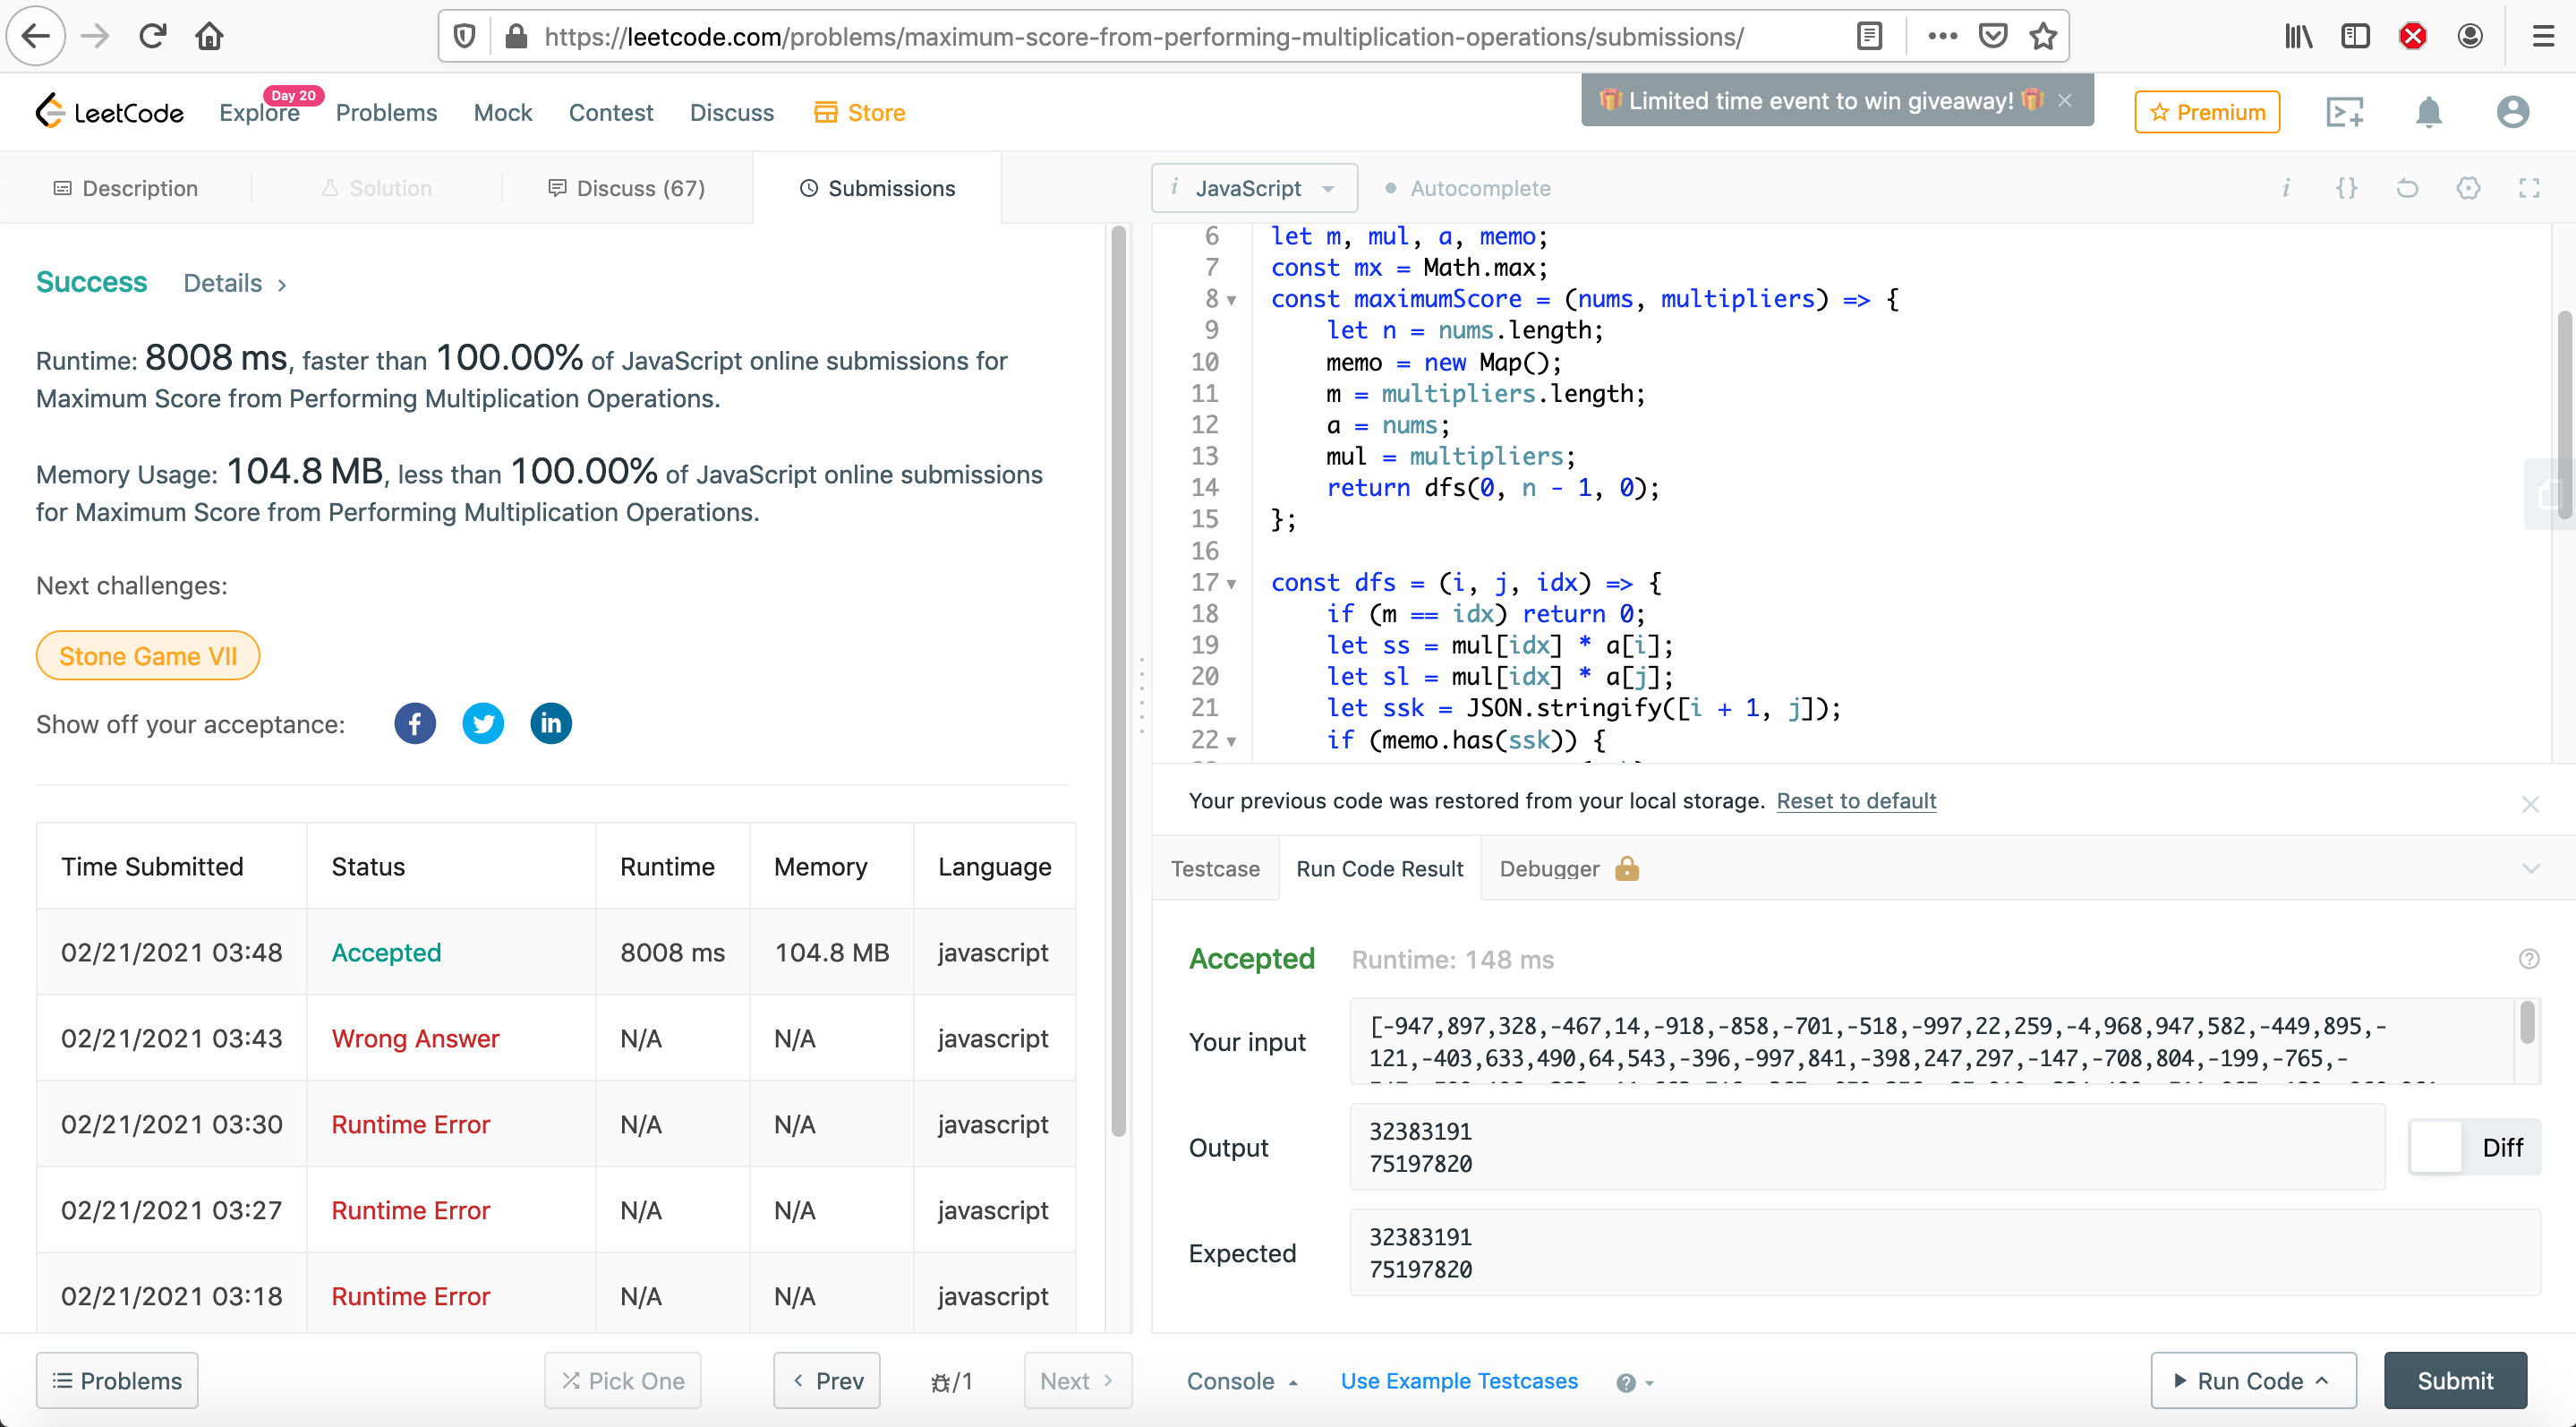 https://leetcode.com/problems/maximum-score-from-performing-multiplication-operations/submissions/
LeetCode
Explore
Day 20
Problems
Mock
Contest
Discuss
Store
Limited time event to win giveaway!
Premium
Description
Solution
Discuss (67)
Submissions
Success
Details
Runtime: 8008 ms, faster than 100.00% of JavaScript online submissions for
Maximum Score from Performing Multiplication Operations.
Memory Usage: 104.8 MB, less than 100.00% of JavaScript online submissions
for Maximum Score from Performing Multiplication Operations.
Next challenges:
Stone Game VII
Show off your acceptance:
Time Submitted Status Runtime Memory Language
02/21/2021 03:48 Accepted 8008 ms 104.8 MB javascript
02/21/2021 03:43 Wrong Answer N/A N/A javascript
02/21/2021 03:30 Runtime Error N/A N/A javascript
02/21/2021 03:27 Runtime Error N/A N/A javascript
02/21/2021 03:18 Runtime Error N/A N/A javascript
Problems
Pick One
Prev
/1
Next
i JavaScript
Autocomplete
i {}
6 let m, mul, a, memo;
7 const mx = Math.max;
8 const maximumScore = (nums, multipliers) => {
9 let n = nums.length;
10 memo = new Map();
11 m = multipliers.length;
12 a = nums;
13 mul = multipliers;
14 return dfs(0, n - 1, 0);
15 };
16
17 const dfs = (i, j, idx) => {
18 if (m == idx) return 0;
19 let ss = mul[idx] * a[i];
20 let sl = mul[idx] * a[j];
21 let ssk = JSON.stringify([i + 1, j]);
22 if (memo.has(ssk)) {
Your previous code was restored from your local storage. Reset to default
Testcase
Run Code Result
Debugger
Accepted Runtime: 148 ms
Your input
[-947,897,328,-467,14,-918,-858,-701,-518,-997,22,259,-4,968,947,582,-449,895,-
121,-403,633,490,64,543,-396,-997,841,-398,247,297,-147,-708,804,-199,-765,-
Output
32383191
75197820
Diff
Expected
32383191
75197820
Console
Use Example Testcases
Run Code
Submit